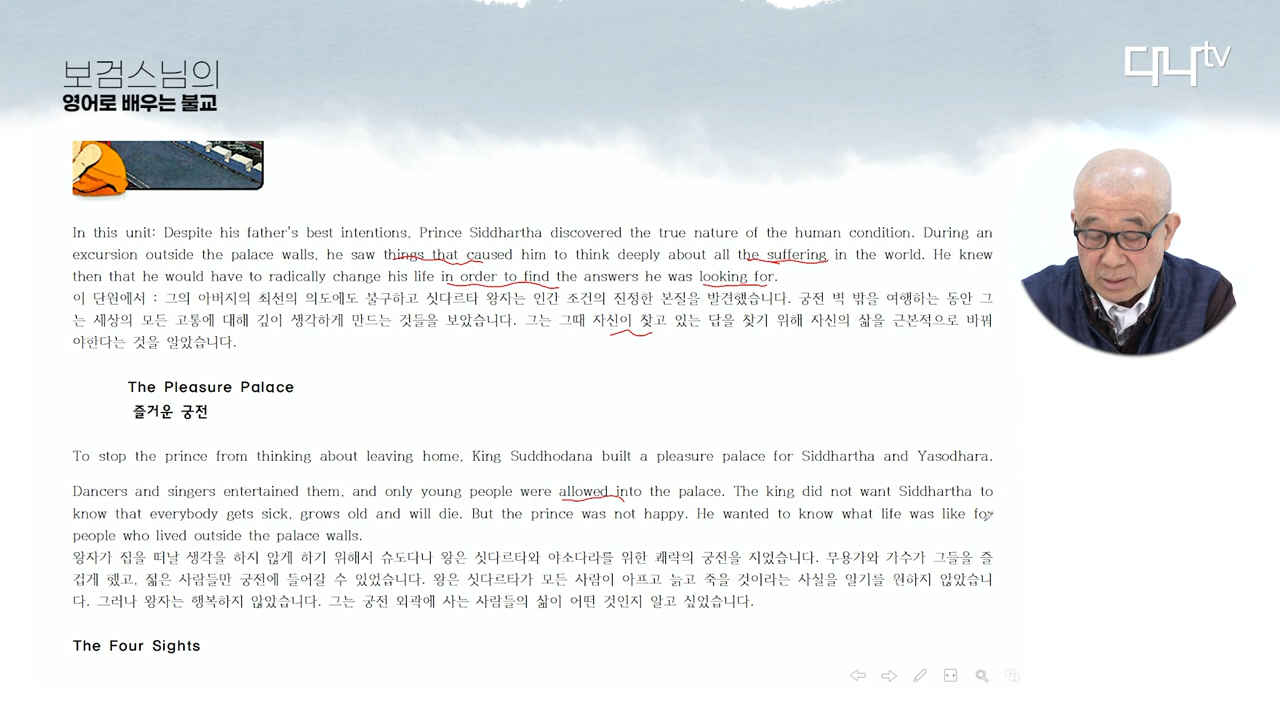 보검스님의
영어로 배우는 불교
디나tv
In this unit: Despite his father's best intentions, Prince Siddhartha discovered the true nature of the human condition. During an
excursion outside the palace walls, he saw things that caused him to think deeply about all the suffering in the world. He knew
then that he would have to radically change his life in order to find the answers he was looking for.
이 단원에서 : 그의 아버지의 최선의 의도에도 불구하고 싯다르타 왕자는 인간 조건의 진정한 본질을 발견했습니다. 궁전 벽 밖을 여행하는 동안 그
는 세상의 모든 고통에 대해 깊이 생각하게 만드는 것들을 보았습니다. 그는 그때 자신이 찾고 있는 답을 찾기 위해 자신의 삶을 근본적으로 바꿔
야한다는 것을 알았습니다.
The Pleasure Palace
즐거운 궁전
To stop the prince from thinking about leaving home, King Suddhodana built a pleasure palace for Siddhartha and Yasodhara.
Dancers and singers entertained them, and only young people were allowed into the palace. The king did not want Siddhartha to
know that everybody gets sick, grows old and will die. But the prince was not happy. He wanted to know what life was like for
people who lived outside the palace walls.
왕자가 집을 떠날 생각을 하지 않게 하기 위해서 슈도다나 왕은 싯다르타와 야소다라를 위한 쾌락의 궁전을 지었습니다. 무용가와 가수가 그들을 즐
겁게 했고, 젊은 사람들만 궁전에 들어갈 수 있었습니다. 왕은 싯다르타가 모든 사람이 아프고 늙고 죽을 것이라는 사실을 알기를 원하지 않았습니
다. 그러나 왕자는 행복하지 않았습니다. 그는 궁전 외곽에 사는 사람들의 삶이 어떤 것인지 알고 싶었습니다.
The Four Sights